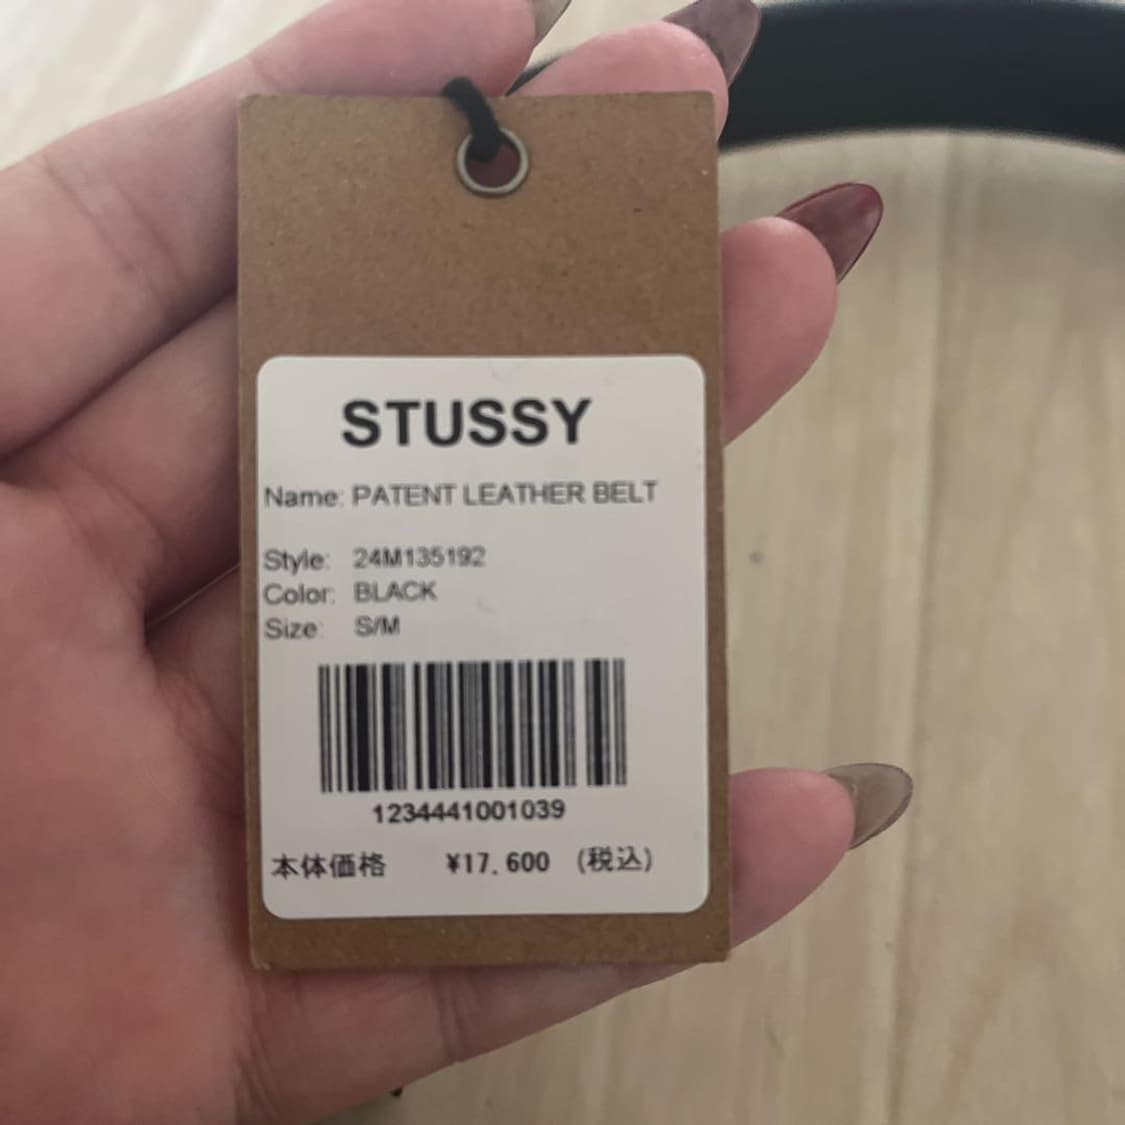 STUSSY
Name: PATENT LEATHER BELT
Style: 24M135192
Color: BLACK
Size: S/M
1234441001039
本体価格 ¥17.600 (税込)